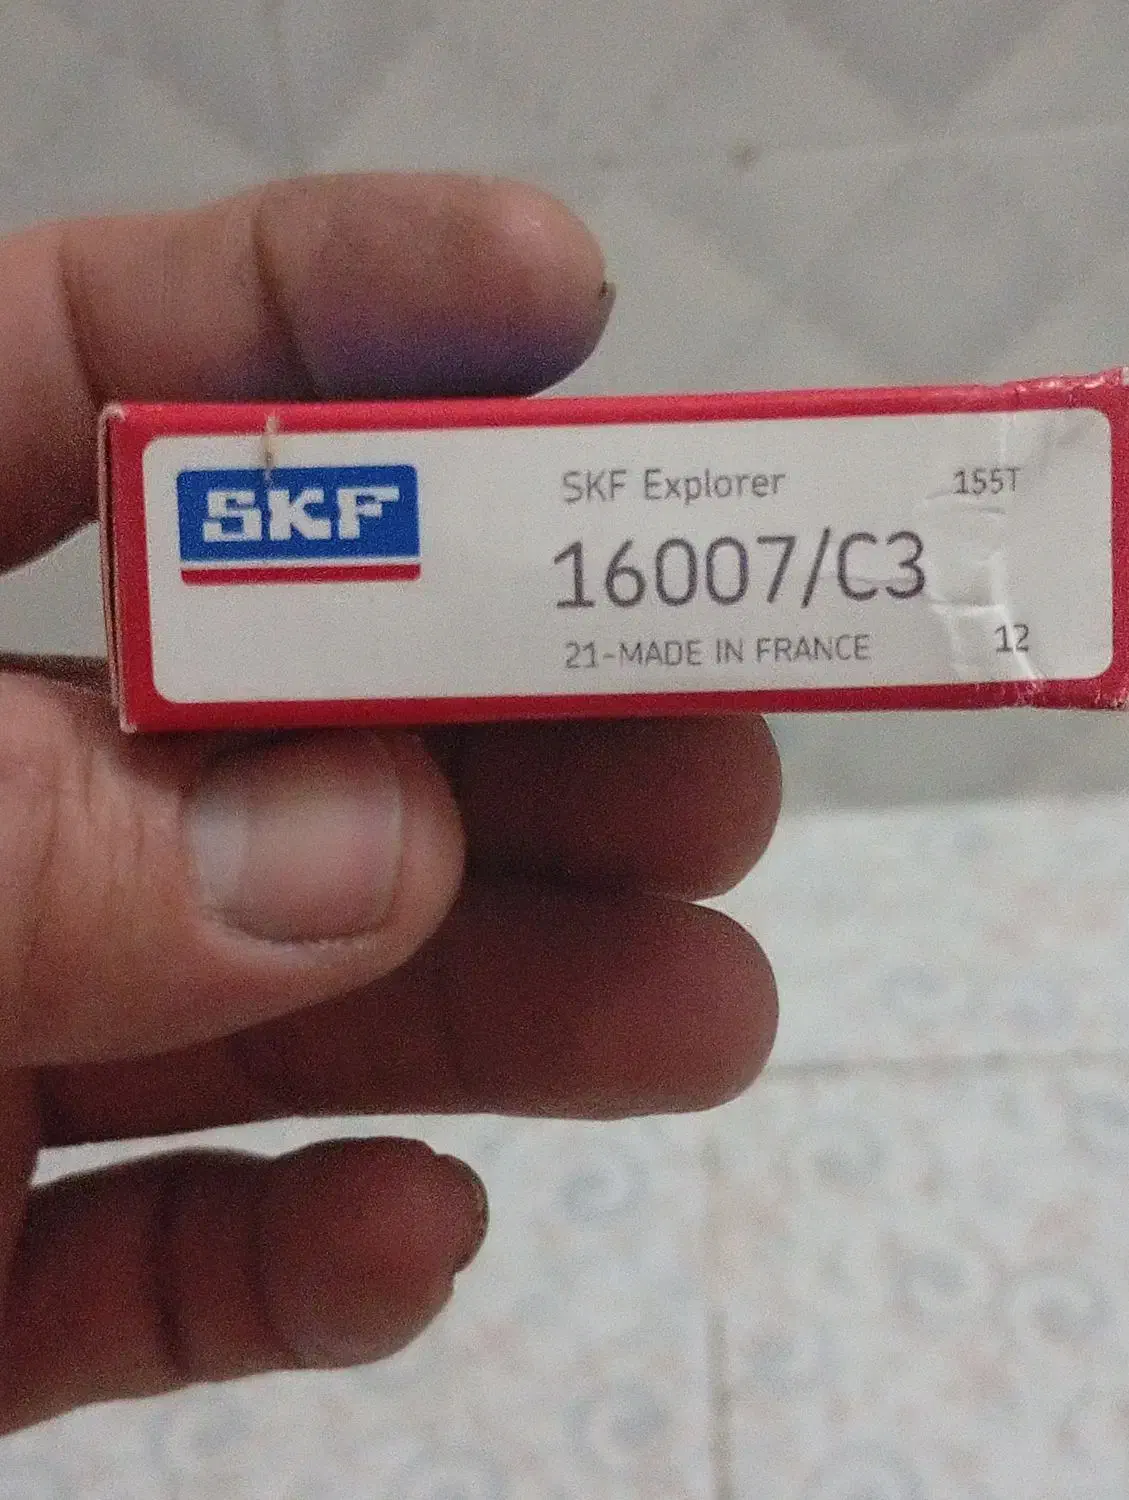 SKF
SKF Explorer 155T
16007/C3
21-MADE IN FRANCE 12